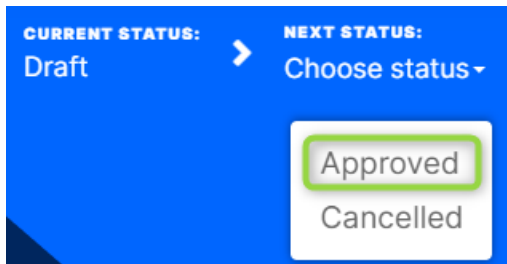 CURRENT STATUS:
Draft
NEXT STATUS:
Choose status
Approved
Cancelled